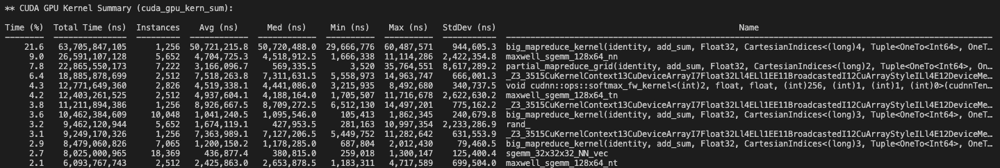 ** CUDA GPU Kernel Summary (cuda_gpu_kern_sum):
Time (%) Total Time (ns) Instances Avg (ns) Med (ns) Min (ns) Max (ns) StdDev (ns) Name
21.6 63,705,847,105 1,256 50,721,215.8 50,720,488.0 29,666,776 60,487,571 944,605.3 big_mapreduce_kernel(identity, add_sum, Float32, CartesianIndices<(long)4, Tuple<OneTo<Int64>, OneT…
9.0 26,591,107,128 5,652 4,704,725.3 4,518,912.5 1,666,338 11,114,286 2,422,354.8 maxwell_sgemm_128x64_nn
7.8 22,865,550,173 7,222 3,166,096.7 569,335.5 3,520 35,764,551 8,617,289.2 partial_mapreduce_grid(identity, add_sum, Float32, CartesianIndices<(long)2, Tuple<OneTo<Int64>, On…
6.4 18,885,878,699 2,512 7,518,263.8 7,311,631.5 5,558,973 14,963,747 666,001.3 _Z3_3515CuKernelContext13CuDeviceArrayI7Float32Ll4ELl1EE11BroadcastedI12CuArrayStyleILl4E12DeviceMe…
4.3 12,771,649,360 2,826 4,519,338.1 4,441,086.0 3,215,935 8,492,680 340,737.5 void cudnn::ops::softmax_fw_kernel<(int)2, float, float, (int)256, (int)1, (int)1, (int)0>(cudnnTen…
4.2 12,403,261,525 2,512 4,937,604.1 4,188,164.0 1,705,507 11,716,678 2,622,630.2 maxwell_sgemm_128x64_tn
3.8 11,211,894,386 1,256 8,926,667.5 8,709,272.5 6,512,130 14,497,201 775,162.2 _Z3_3515CuKernelContext13CuDeviceArrayI7Float32Ll4ELl1EE11BroadcastedI12CuArrayStyleILl4E12DeviceMe…
3.6 10,462,384,609 10,048 1,041,240.5 1,095,546.0 105,413 1,862,345 240,679.8 big_mapreduce_kernel(identity, add_sum, Float32, CartesianIndices<(long)3, Tuple<OneTo<Int64>, OneT…
3.2 9,462,120,944 5,652 1,674,119.1 427,953.5 281,163 10,997,354 2,233,286.9 rand_
3.1 9,249,170,326 1,256 7,363,989.1 7,127,206.5 5,449,752 11,282,642 631,553.9 _Z3_3515CuKernelContext13CuDeviceArrayI7Float32Ll4ELl1EE11BroadcastedI12CuArrayStyleILl4E12DeviceMe…
2.9 8,479,060,826 7,065 1,200,150.2 1,178,285.0 687,804 2,012,430 79,460.5 big_mapreduce_kernel(identity, add_sum, Float32, CartesianIndices<(long)3, Tuple<OneTo<Int64>, OneT…
2.7 8,025,000,965 18,369 436,877.4 380,815.0 259,018 1,300,147 125,400.4 sgemm_32x32x32_NN_vec
2.1 6,093,767,743 2,512 2,425,863.0 2,653,878.5 1,183,311 4,717,589 699,504.0 maxwell_sgemm_128x64_nt